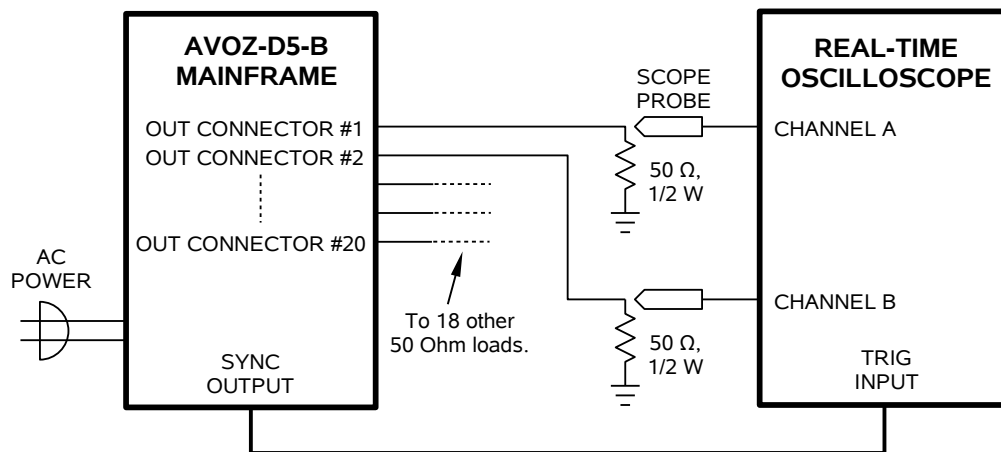 AVOZ-D5-B
MAINFRAME
OUT CONNECTOR #1
OUT CONNECTOR #2
OUT CONNECTOR #20
AC
POWER
SYNC
OUTPUT
To 18 other
50 Ohm loads.
SCOPE
PROBE
50 Ω,
1/2 W
50 Ω,
1/2 W
REAL-TIME
OSCILLOSCOPE
CHANNEL A
CHANNEL B
TRIG
INPUT